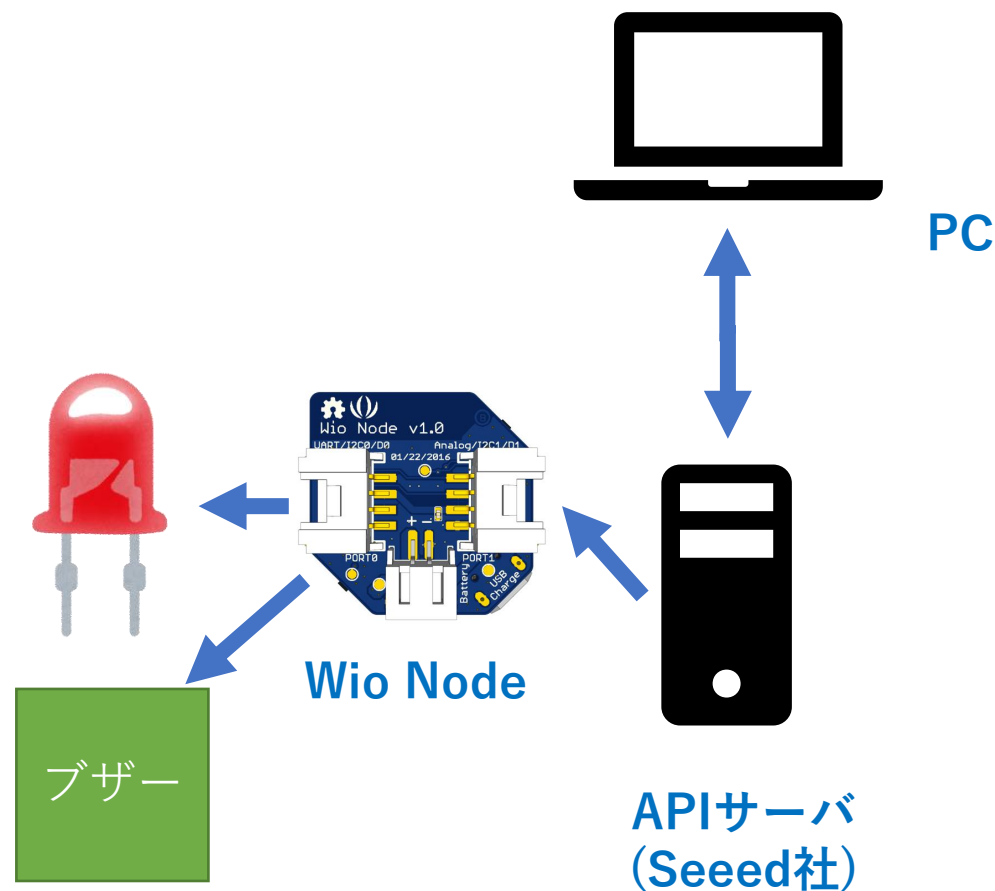 PC
Wio Node v1.0
UART/I2C0/D0 Analog/I2C1/D1
01/22/2016
+ −
PORT0 PORT1
Battery
USB
Charge
Wio Node
ブザー
APIサーバ
(Seeed社)